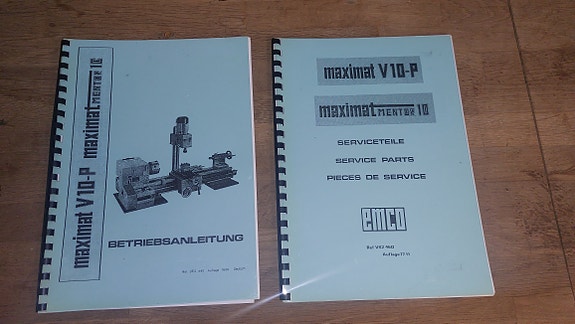 maximat V10-P maximat MENTOR 10
BETRIEBSANLEITUNG
maximat V10-P
maximat MENTOR 10
SERVICETEILE
SERVICE PARTS
PIECES DE SERVICE
EMCO